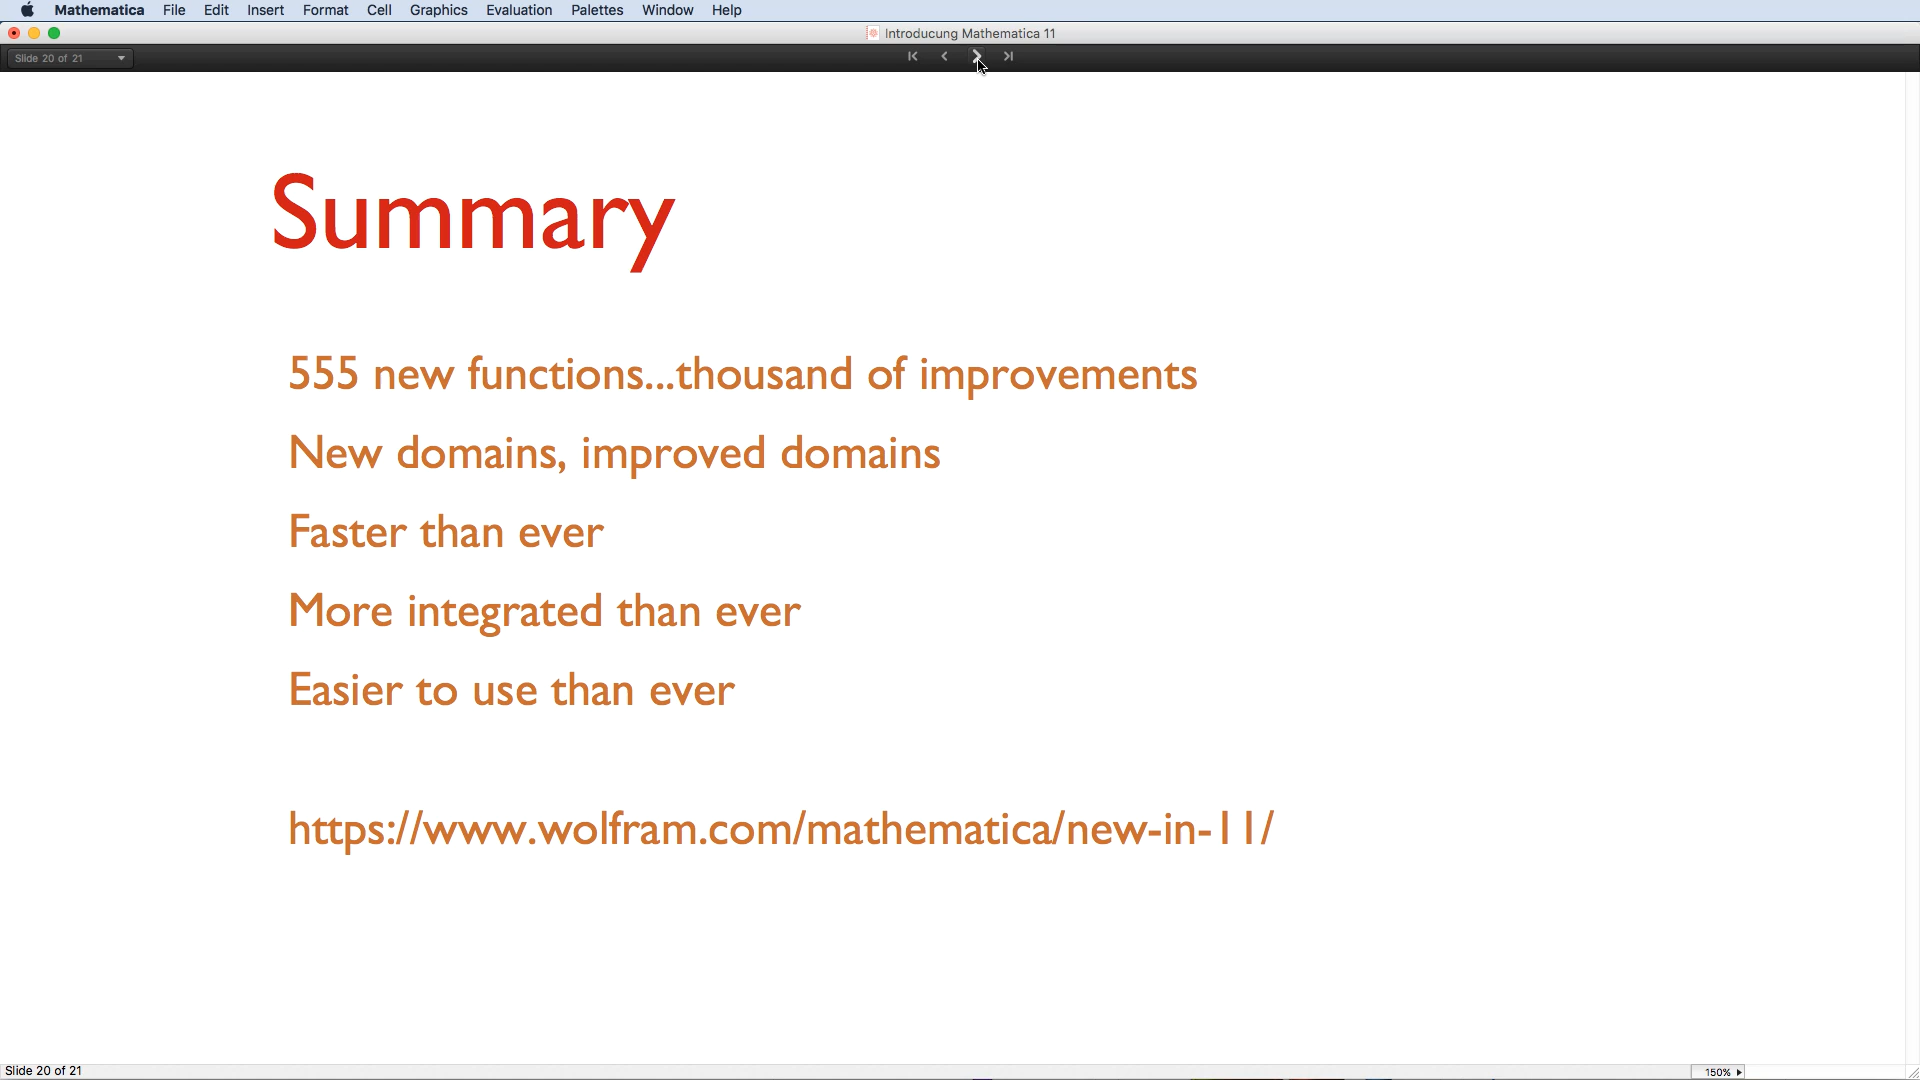 Mathematica File Edit Insert Format Cell Graphics Evaluation Palettes Window Help
Introducung Mathematica 11
Slide 20 of 21
Summary
555 new functions...thousand of improvements
New domains, improved domains
Faster than ever
More integrated than ever
Easier to use than ever
https://www.wolfram.com/mathematica/new-in-11/
Slide 20 of 21
150%